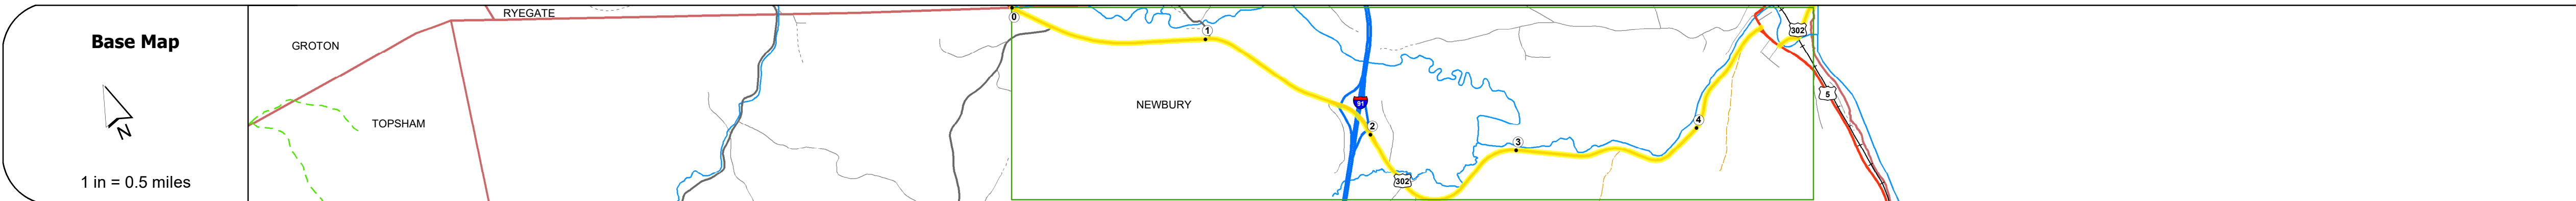 Base Map
N
1 in = 0.5 miles
RYEGATE
GROTON
TOPSHAM
NEWBURY
0
1
91
2
302
3
4
302
5